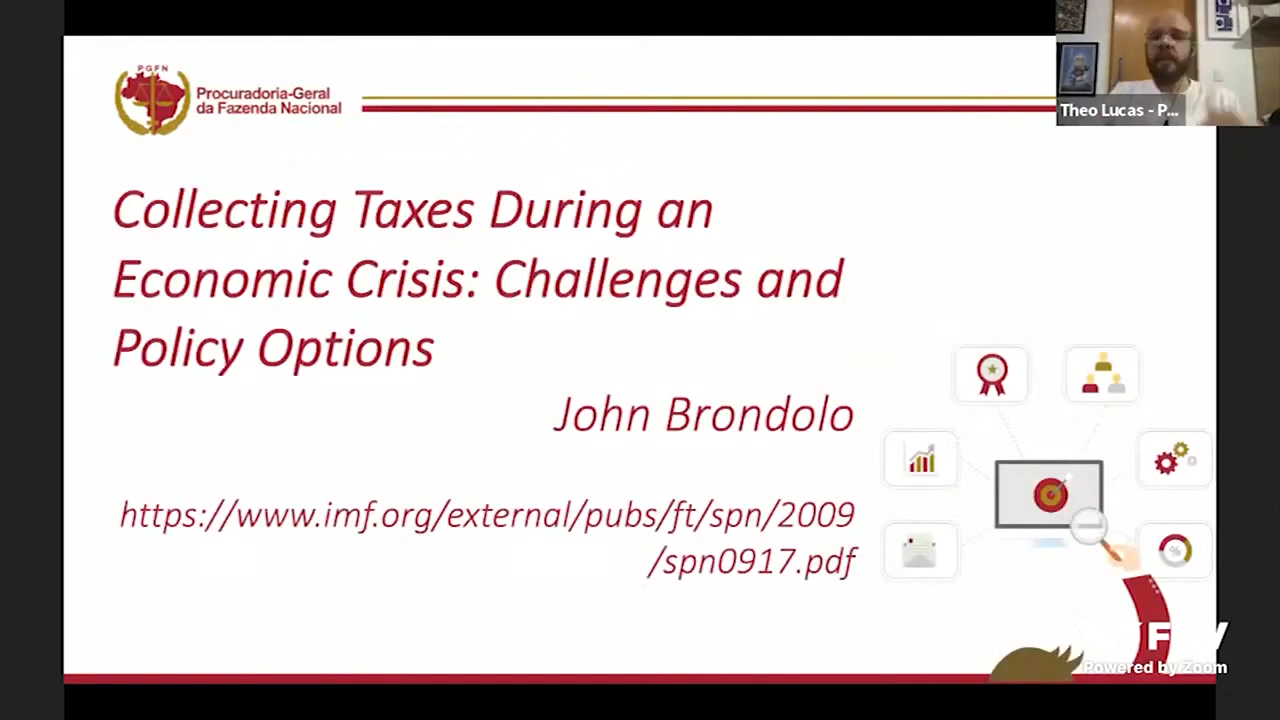 PGFN
Procuradoria-Geral
da Fazenda Nacional
Theo Lucas - P...
Collecting Taxes During an
Economic Crisis: Challenges and
Policy Options
John Brondolo
https://www.imf.org/external/pubs/ft/spn/2009
/spn0917.pdf
%
Powered by Zoom